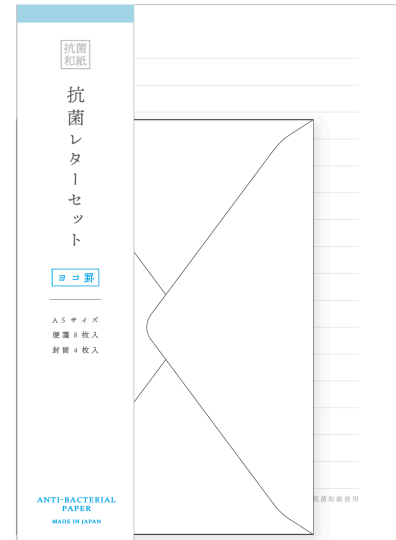 抗菌
和紙
抗菌レターセット
ヨコ罫
A5サイズ
便箋8枚入
封筒4枚入
ANTI-BACTERIAL
PAPER
MADE IN JAPAN
抗菌和紙使用